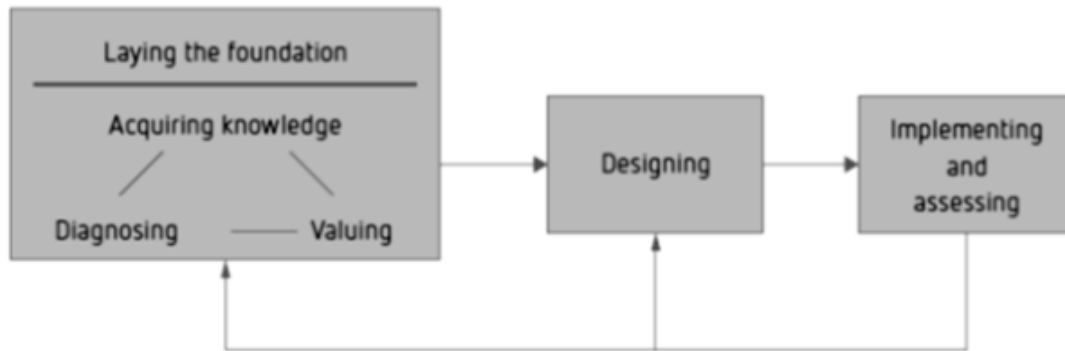 Laying the foundation
Acquiring knowledge
Diagnosing
Valuing
Designing
Implementing
and
assessing